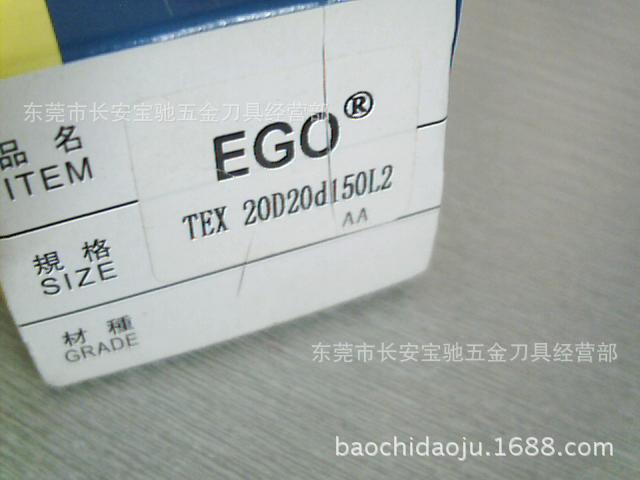 东莞市长安宝驰五金刀具经营部
品名
ITEM
EGO®
TEX 20D20d150L2
AA
規格
SIZE
材種
GRADE
东莞市长安宝驰五金刀具经营部
baochidaoju.1688.com